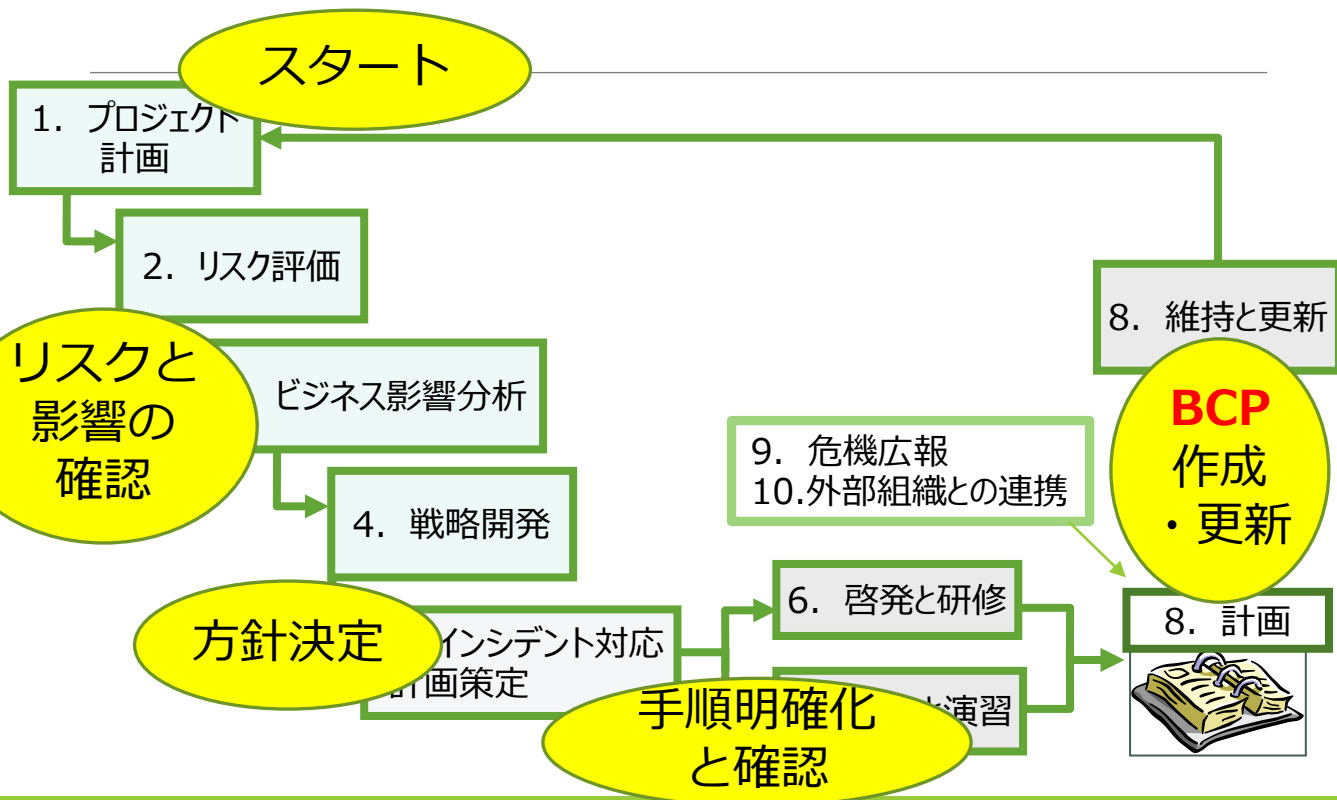 スタート
1. プロジェクト
計画
2. リスク評価
リスクと
影響の
確認
ビジネス影響分析
4. 戦略開発
方針決定
インシデント対応
計画策定
手順明確化
と確認
6. 啓発と研修
演習
9. 危機広報
10.外部組織との連携
8. 維持と更新
BCP
作成
・更新
8. 計画